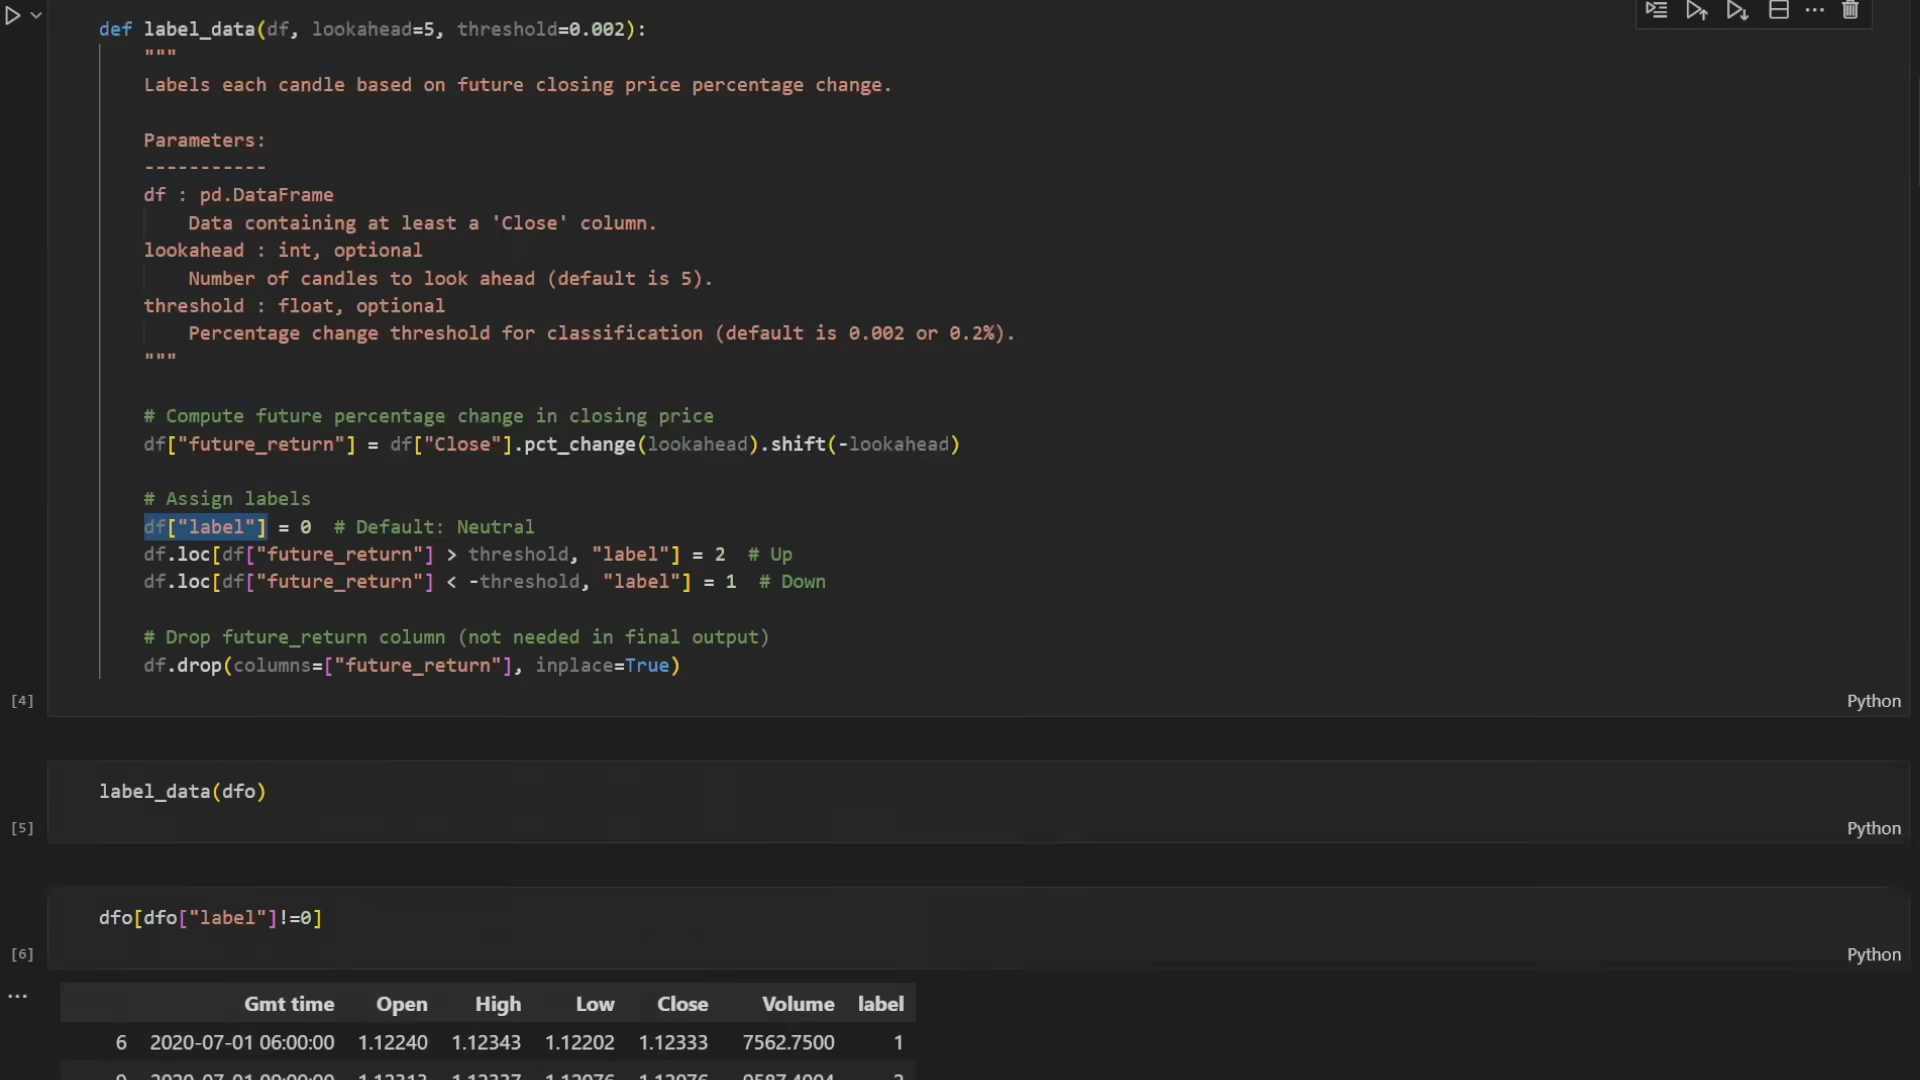 def label_data(df, lookahead=5, threshold=0.002):
"""
Labels each candle based on future closing price percentage change.
Parameters:
-----------
df : pd.DataFrame
Data containing at least a 'Close' column.
lookahead : int, optional
Number of candles to look ahead (default is 5).
threshold : float, optional
Percentage change threshold for classification (default is 0.002 or 0.2%).
"""
# Compute future percentage change in closing price
df["future_return"] = df["Close"].pct_change(lookahead).shift(-lookahead)
# Assign labels
df["label"] = 0  # Default: Neutral
df.loc[df["future_return"] > threshold, "label"] = 2  # Up
df.loc[df["future_return"] < -threshold, "label"] = 1  # Down
# Drop future_return column (not needed in final output)
df.drop(columns=["future_return"], inplace=True)
[4] Python
label_data(dfo)
[5] Python
dfo[dfo["label"]!=0]
[6] Python
Gmt time Open High Low Close Volume label
6 2020-07-01 06:00:00 1.12240 1.12343 1.12202 1.12333 7562.7500 1